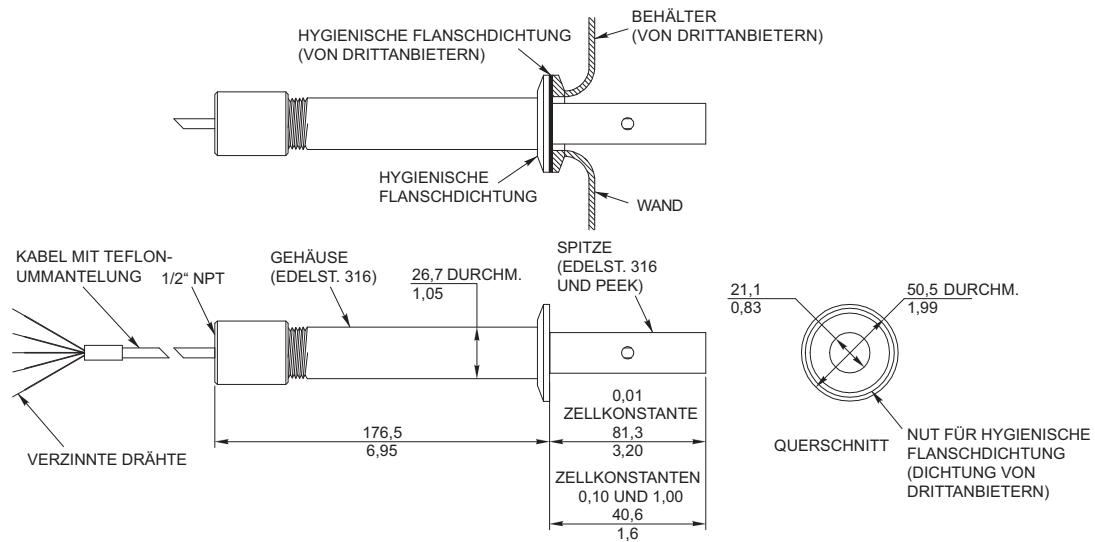 HYGIENISCHE FLANSCHDICHTUNG
(VON DRITTANBIETERN)
BEHÄLTER
(VON DRITTANBIETERN)
HYGIENISCHE
FLANSCHDICHTUNG
WAND
KABEL MIT TEFLON-
UMMANTELUNG
1/2“ NPT
GEHÄUSE
(EDELST. 316)
26,7 DURCHM.
1,05
SPITZE
(EDELST. 316
UND PEEK)
21,1
0,83
50,5 DURCHM.
1,99
VERZINNTE DRÄHTE
176,5
6,95
0,01
ZELLKONSTANTE
81,3
3,20
ZELLKONSTANTEN
0,10 UND 1,00
40,6
1,6
QUERSCHNITT
NUT FÜR HYGIENISCHE
FLANSCHDICHTUNG
(DICHTUNG VON
DRITTANBIETERN)